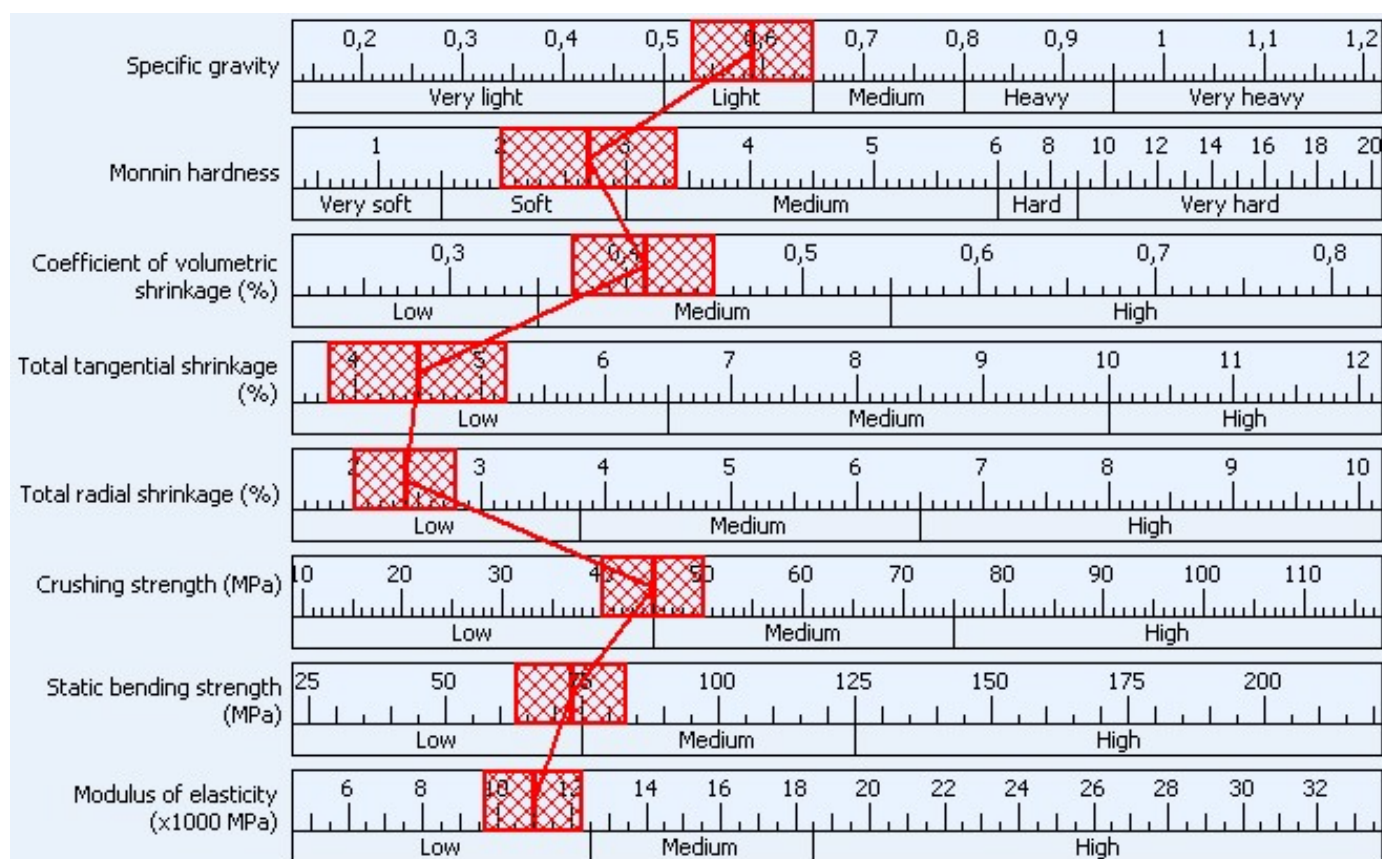 0,2 0,3 0,4 0,5 0,6 0,7 0,8 0,9 1 1,1 1,2
Specific gravity
Very light Light Medium Heavy Very heavy
1 2 3 4 5 6 8 10 12 14 16 18 20
Monnin hardness
Very soft Soft Medium Hard Very hard
0,3 0,4 0,5 0,6 0,7 0,8
Coefficient of volumetric
shrinkage (%)
Low Medium High
4 5 6 7 8 9 10 11 12
Total tangential shrinkage
(%)
Low Medium High
2 3 4 5 6 7 8 9 10
Total radial shrinkage (%)
Low Medium High
10 20 30 40 50 60 70 80 90 100 110
Crushing strength (MPa)
Low Medium High
25 50 75 100 125 150 175 200
Static bending strength
(MPa)
Low Medium High
6 8 10 12 14 16 18 20 22 24 26 28 30 32
Modulus of elasticity
(x1000 MPa)
Low Medium High